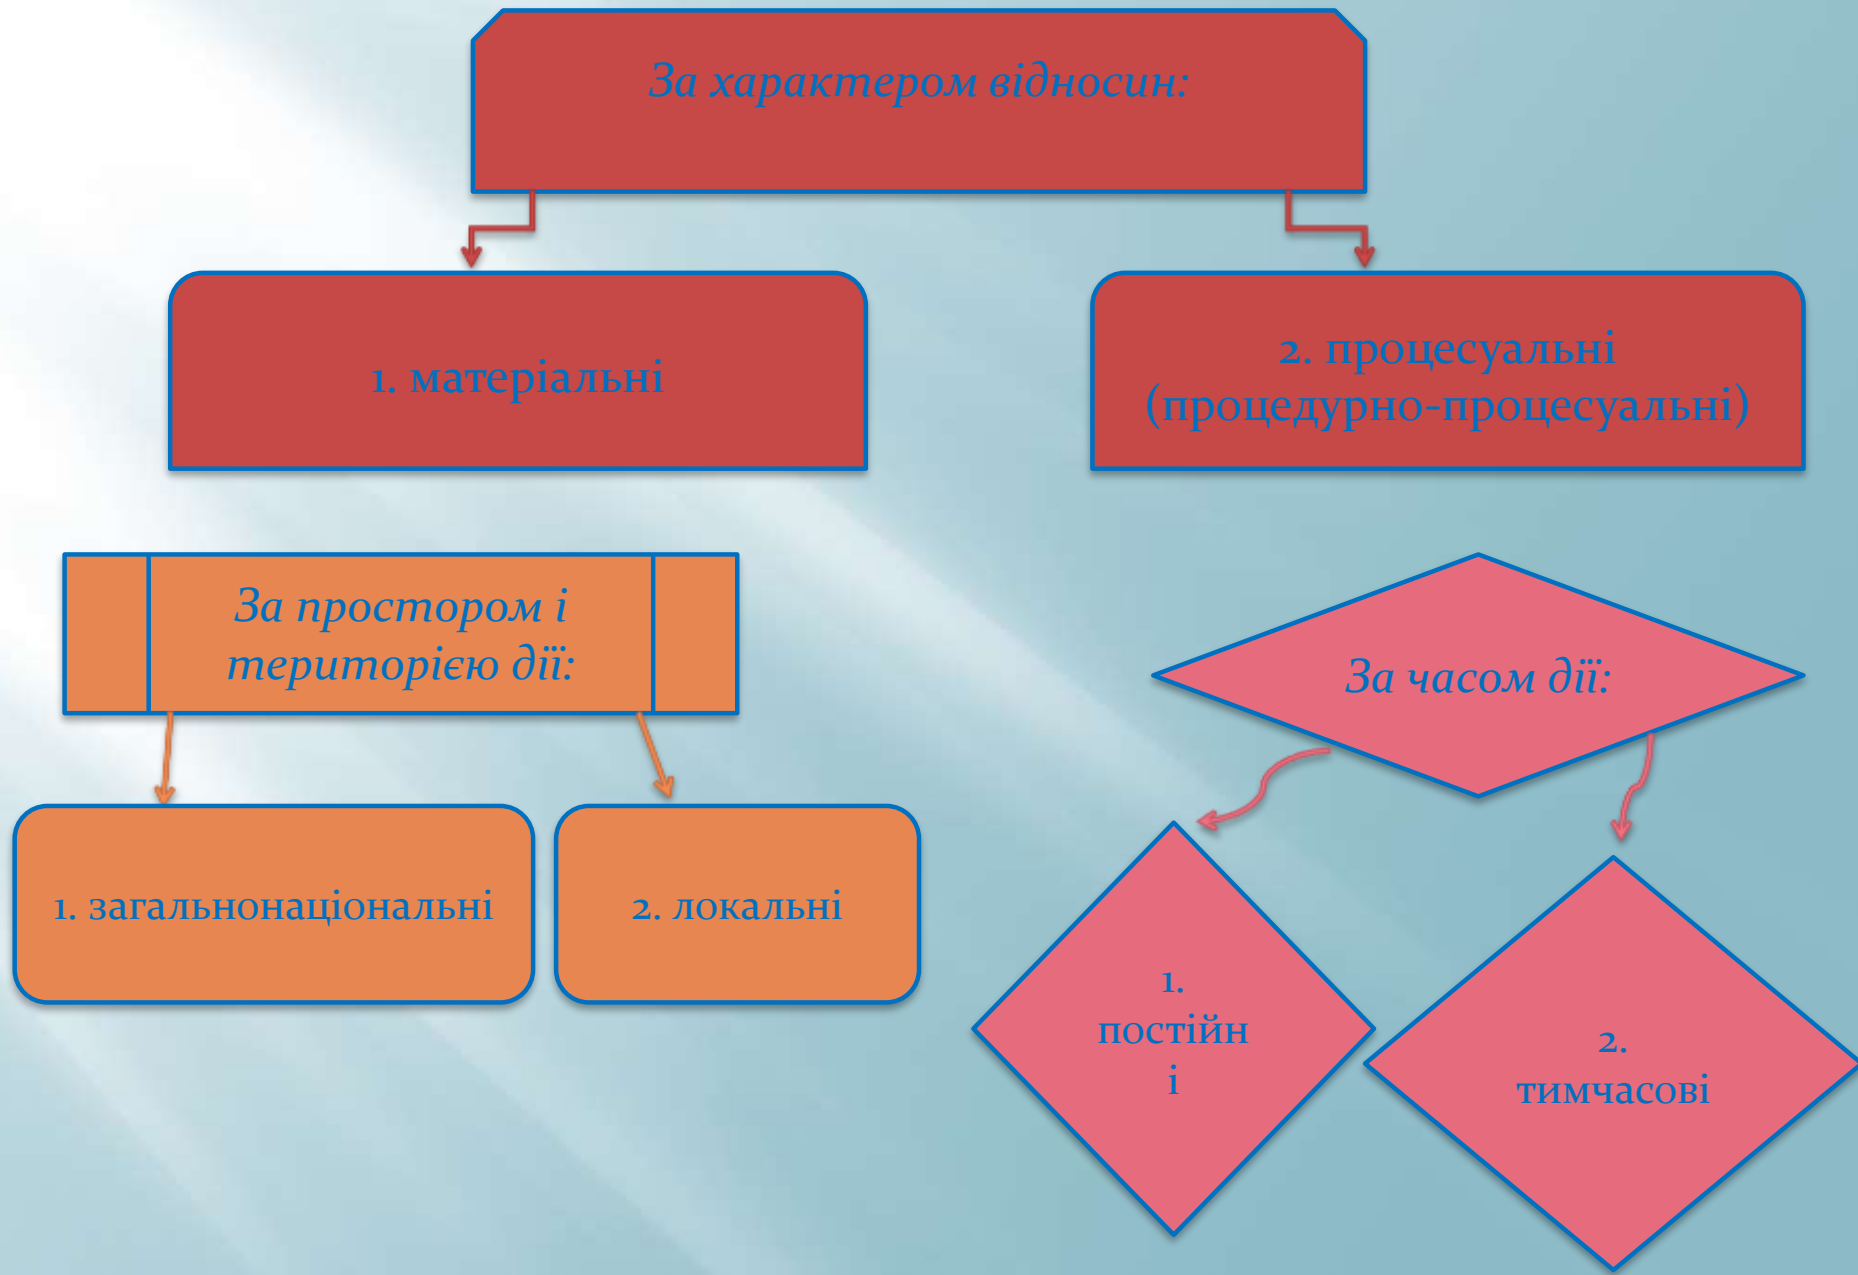 За характером відносин:
1. матеріальні
2. процесуальні
(процедурно-процесуальні)
За простором і
територією дії:
1. загальнонаціональні
2. локальні
За часом дії:
1.
постійн
і
2.
тимчасові